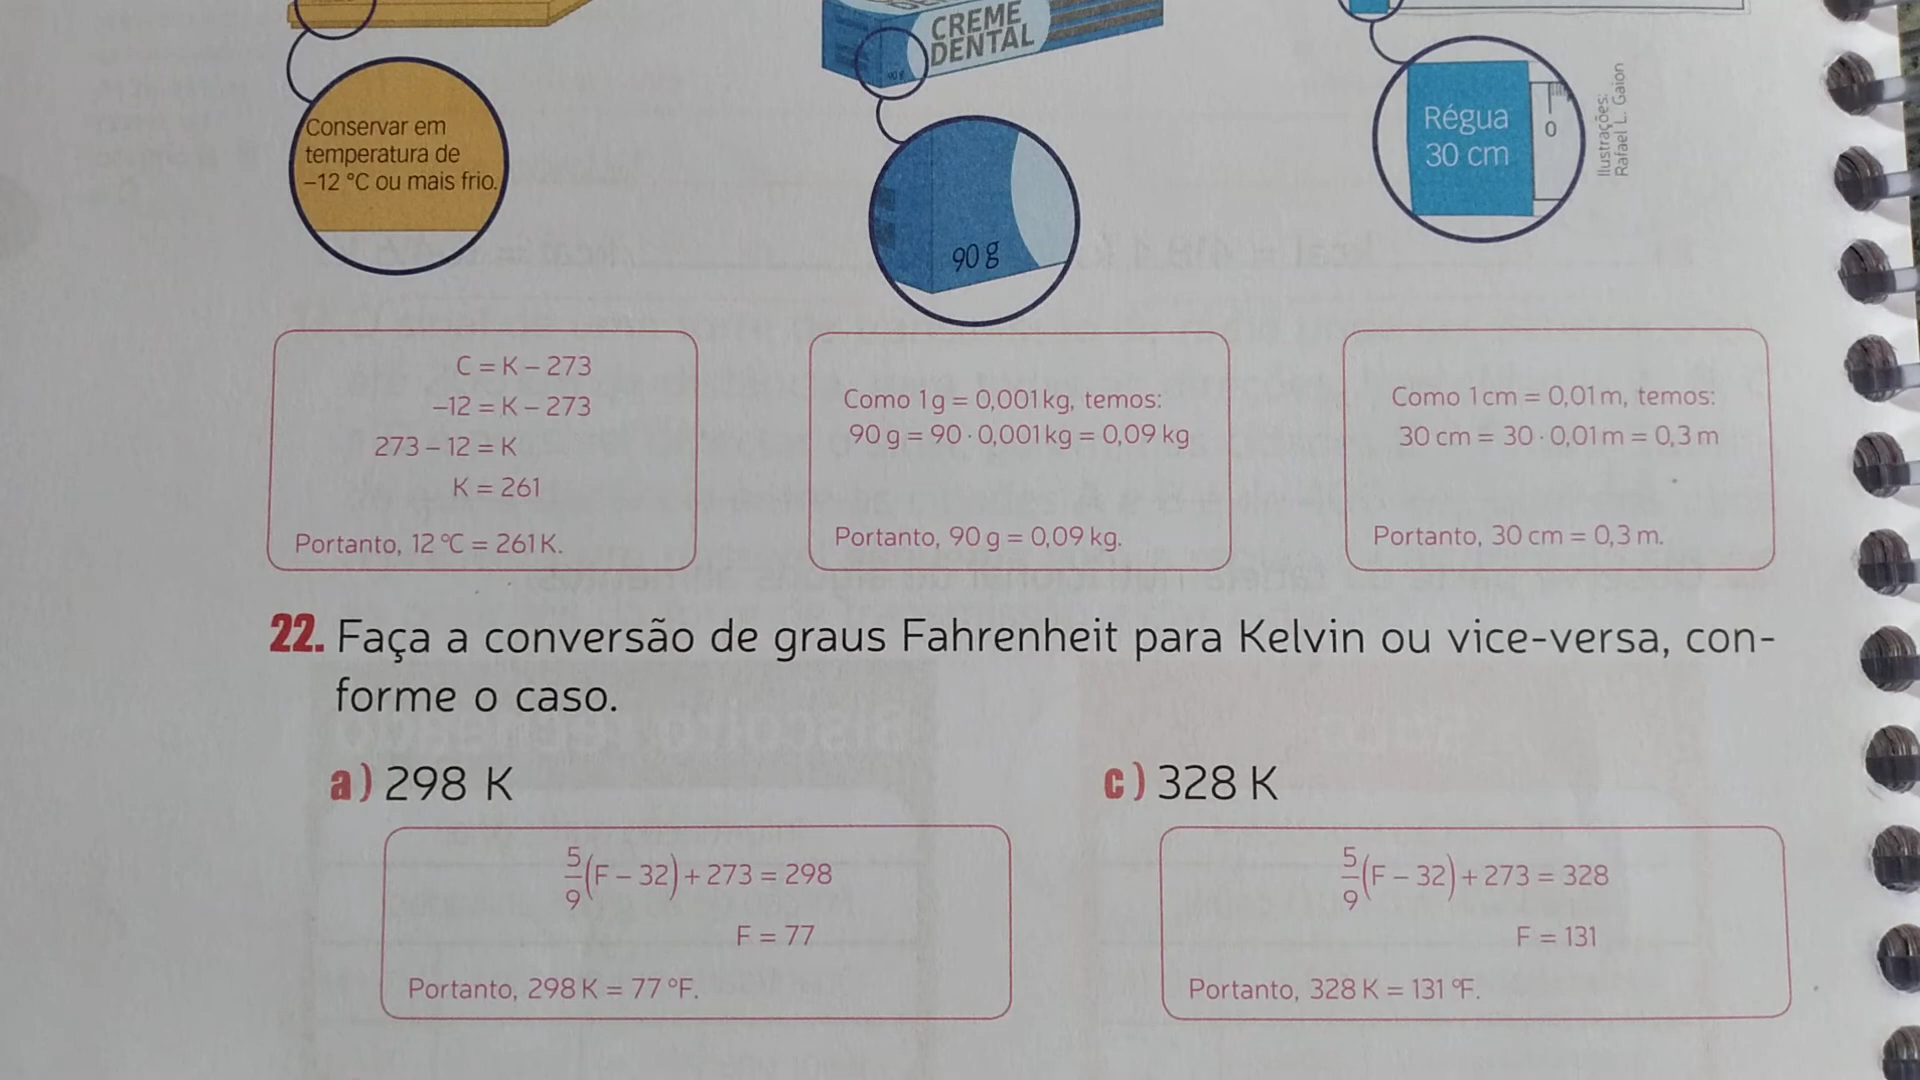 CREME
DENTAL
90 g
Conservar em
temperatura de
–12 °C ou mais frio.
90 g
Régua
30 cm
0
Ilustrações:
Rafael L. Gaion
C = K – 273
–12 = K – 273
273 – 12 = K
K = 261
Portanto, 12 °C = 261 K.
Como 1 g = 0,001 kg, temos:
90 g = 90 · 0,001 kg = 0,09 kg
Portanto, 90 g = 0,09 kg.
Como 1 cm = 0,01 m, temos:
30 cm = 30 · 0,01 m = 0,3 m
Portanto, 30 cm = 0,3 m.
22. Faça a conversão de graus Fahrenheit para Kelvin ou vice-versa, con-
forme o caso.
a) 298 K
5/9(F – 32) + 273 = 298
F = 77
Portanto, 298 K = 77 °F.
c) 328 K
5/9(F – 32) + 273 = 328
F = 131
Portanto, 328 K = 131 °F.